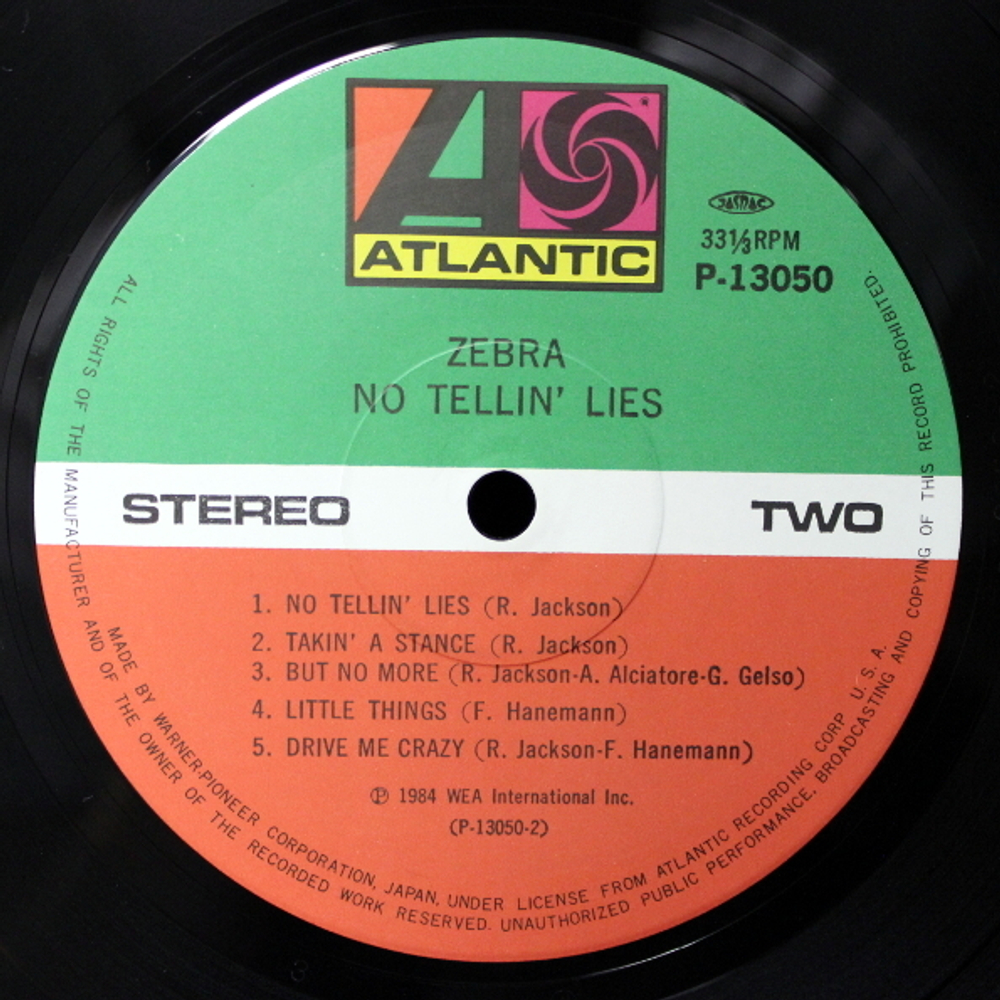 ATLANTIC
JASRAC
33⅓RPM
P-13050
ZEBRA
NO TELLIN' LIES
STEREO
TWO
1. NO TELLIN' LIES (R. Jackson)
2. TAKIN' A STANCE (R. Jackson)
3. BUT NO MORE (R. Jackson-A. Alciatore-G. Gelso)
4. LITTLE THINGS (F. Hanemann)
5. DRIVE ME CRAZY (R. Jackson-F. Hanemann)
℗ 1984 WEA International Inc.
(P-13050-2)
MADE BY WARNER-PIONEER CORPORATION, JAPAN, UNDER LICENSE FROM ATLANTIC RECORDING CORP. U. S. A.
ALL RIGHTS OF THE MANUFACTURER AND OF THE OWNER OF THE RECORDED WORK RESERVED. UNAUTHORIZED PUBLIC PERFORMANCE, BROADCASTING AND COPYING OF THIS RECORD PROHIBITED.